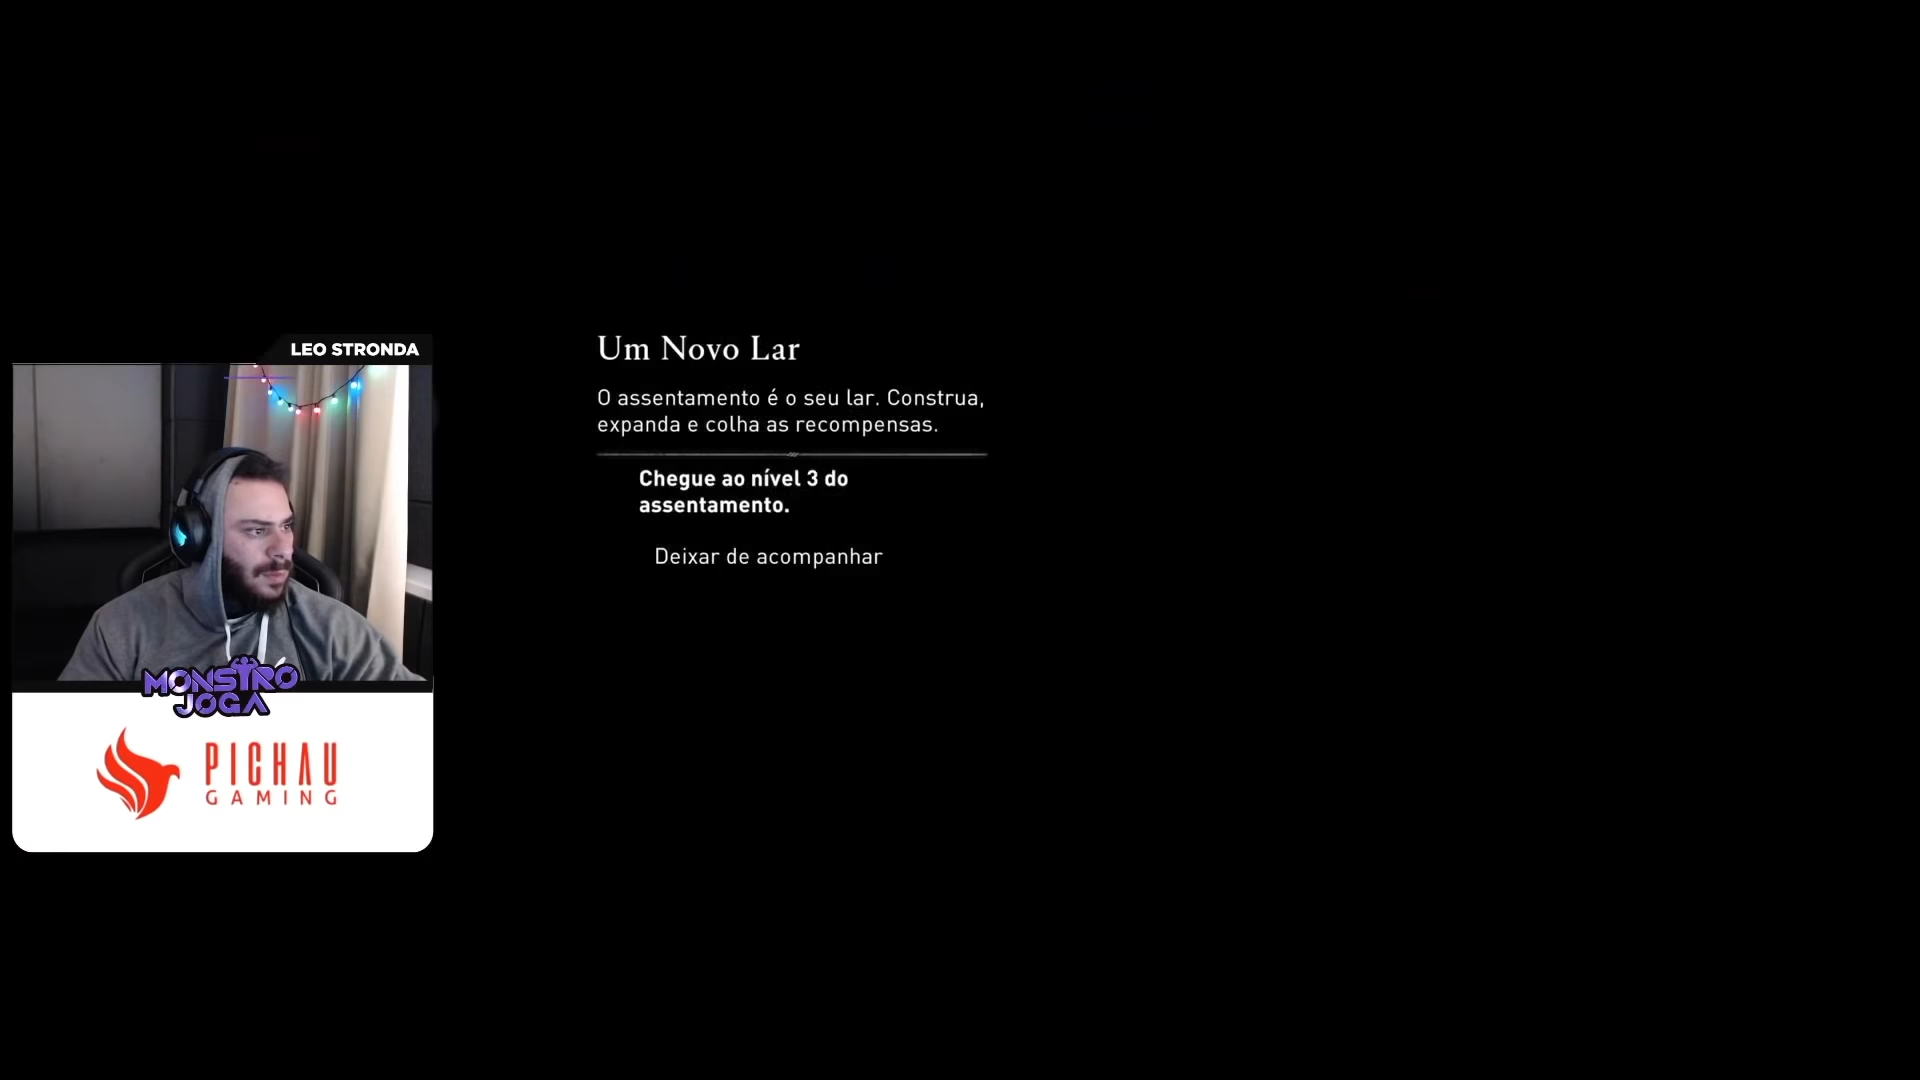 LEO STRONDA
MONSTRO
JOGA
PICHAU
GAMING
Um Novo Lar
O assentamento é o seu lar. Construa,
expanda e colha as recompensas.
Chegue ao nível 3 do
assentamento.
Deixar de acompanhar